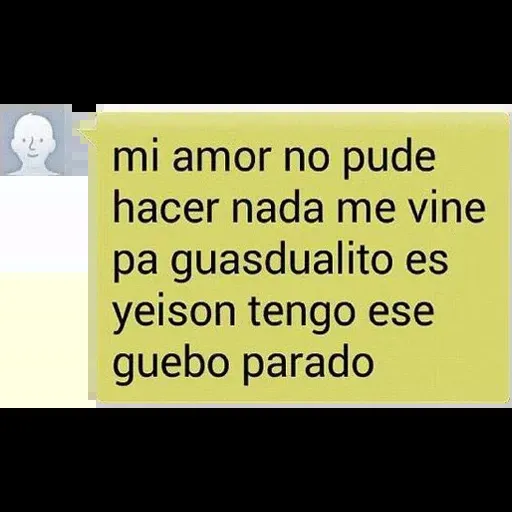 mi amor no pude
hacer nada me vine
pa guasdualito es
yeison tengo ese
guebo parado